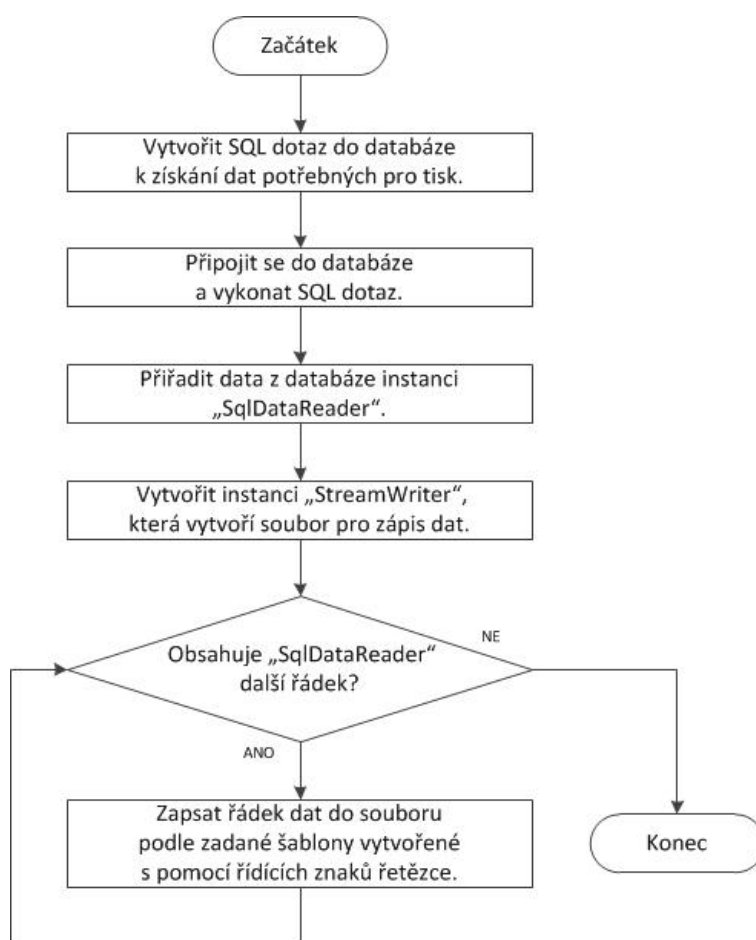 Začátek
Vytvořit SQL dotaz do databáze
k získání dat potřebných pro tisk.
Připojit se do databáze
a vykonat SQL dotaz.
Přiřadit data z databáze instanci
„SqlDataReader“.
Vytvořit instanci „StreamWriter“,
která vytvoří soubor pro zápis dat.
Obsahuje „SqlDataReader“
další řádek?
NE
ANO
Zapsat řádek dat do souboru
podle zadané šablony vytvořené
s pomocí řídících znaků řetězce.
Konec